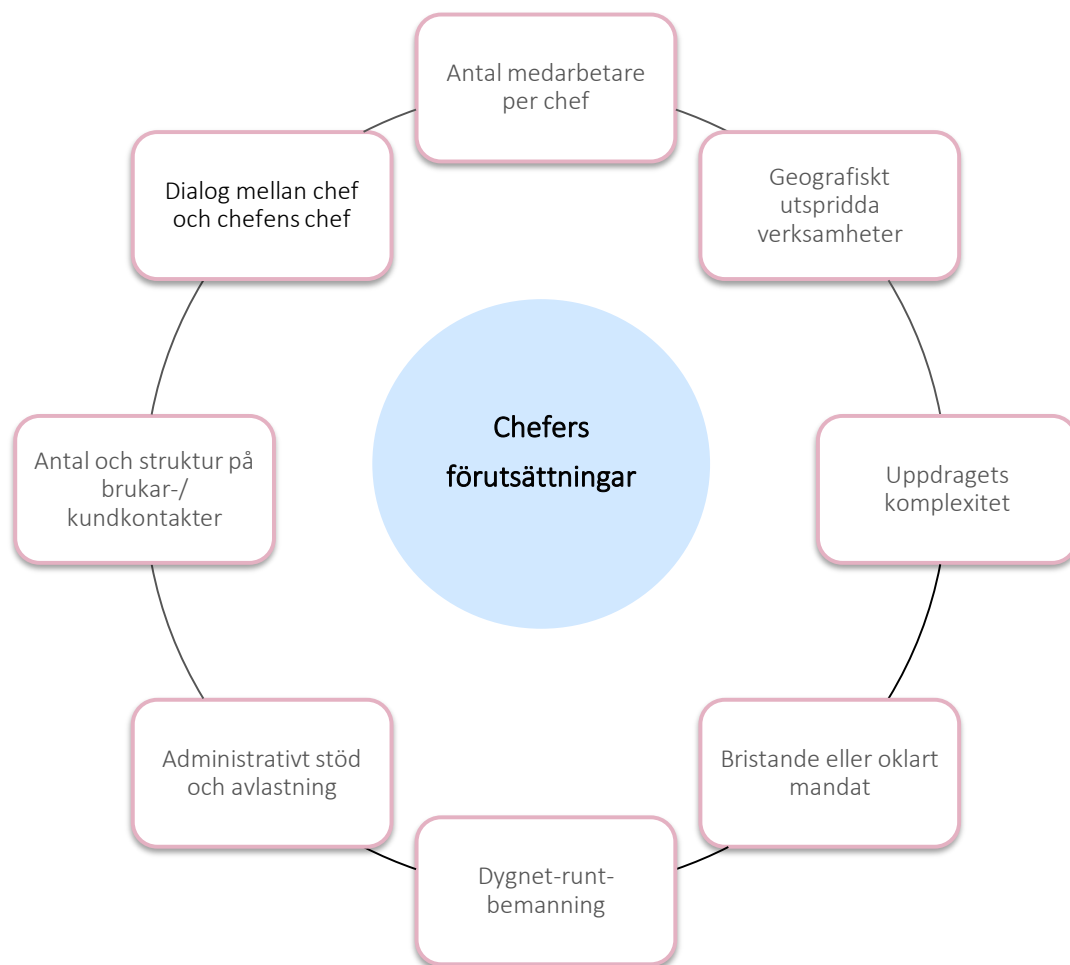 Antal medarbetare
per chef
Geografiskt
utspridda
verksamheter
Uppdragets
komplexitet
Bristande eller oklart
mandat
Dygnet-runt-
bemanning
Administrativt stöd
och avlastning
Antal och struktur på
brukar-/
kundkontakter
Dialog mellan chef
och chefens chef
Chefers
förutsättningar